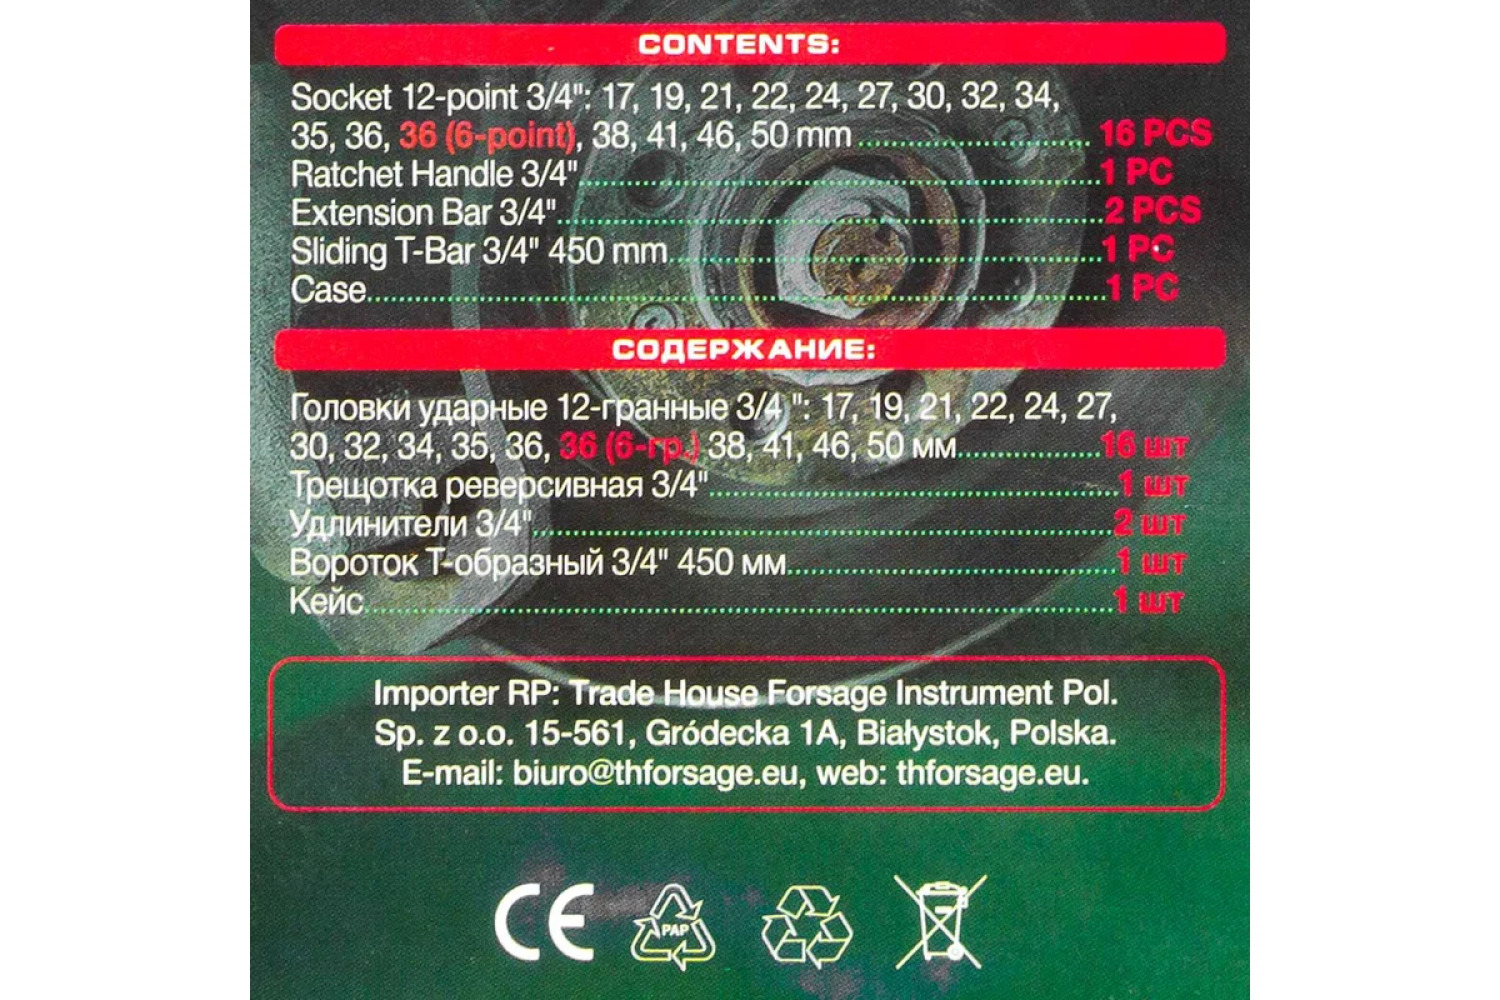 CONTENTS:
Socket 12-point 3/4": 17, 19, 21, 22, 24, 27, 30, 32, 34,
35, 36, 36 (6-point), 38, 41, 46, 50 mm........................ 16 PCS
Ratchet Handle 3/4"........................1 PC
Extension Bar 3/4"........................2 PCS
Sliding T-Bar 3/4" 450 mm........................1 PC
Case........................1 PC
СОДЕРЖАНИЕ:
Головки ударные 12-гранные 3/4 ": 17, 19, 21, 22, 24, 27,
30, 32, 34, 35, 36, 36 (6-гр.) 38, 41, 46, 50 мм........................16 шт
Трещотка реверсивная 3/4"........................1 шт
Удлинители 3/4"........................2 шт
Вороток Т-образный 3/4" 450 мм........................1 шт
Кейс........................1 шт
Importer RP: Trade House Forsage Instrument Pol.
Sp. z o.o. 15-561, Gródecka 1A, Białystok, Polska.
E-mail: biuro@thforsage.eu, web: thforsage.eu.
CE PAP